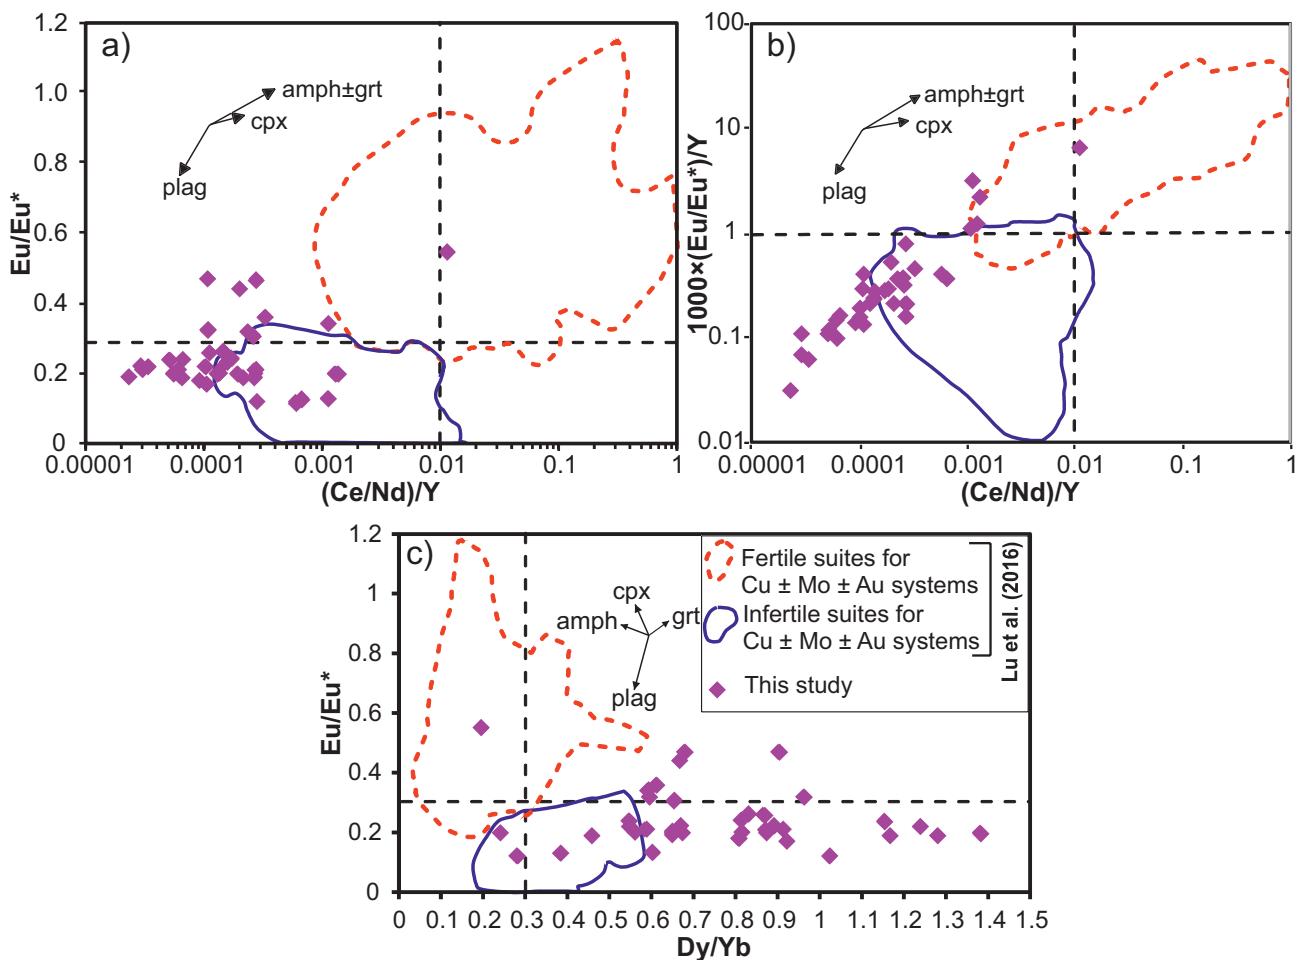 a)
1.2
1.0
0.8
0.6
0.4
0.2
0
Eu/Eu*
amph±grt
cpx
plag
0.00001 0.0001 0.001 0.01 0.1 1
(Ce/Nd)/Y
b)
100
10
1
0.1
0.01
1000×(Eu/Eu*)/Y
amph±grt
cpx
plag
0.00001 0.00001 0.001 0.01 0.1 1
(Ce/Nd)/Y
c)
1.2
1
0.8
0.6
0.4
0.2
0
Eu/Eu*
cpx
amph
grt
plag
Fertile suites for
Cu ± Mo ± Au systems
Infertile suites for
Cu ± Mo ± Au systems
Lu et al. (2016)
This study
0 0.1 0.2 0.3 0.4 0.5 0.6 0.7 0.8 0.9 1 1.1 1.2 1.3 1.4 1.5
Dy/Yb